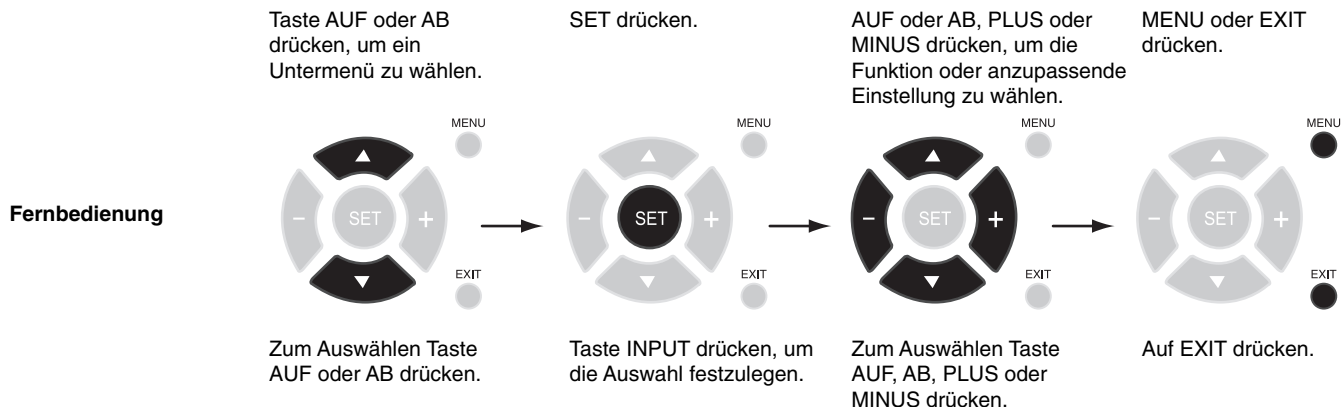 Taste AUF oder AB
drücken, um ein
Untermenü zu wählen.
SET drücken.
AUF oder AB, PLUS oder
MINUS drücken, um die
Funktion oder anzupassende
Einstellung zu wählen.
MENU oder EXIT
drücken.
Fernbedienung
MENU
- SET +
EXIT
MENU
- SET +
EXIT
MENU
- SET +
EXIT
MENU
- SET +
EXIT
Zum Auswählen Taste
AUF oder AB drücken.
Taste INPUT drücken, um
die Auswahl festzulegen.
Zum Auswählen Taste
AUF, AB, PLUS oder
MINUS drücken.
Auf EXIT drücken.